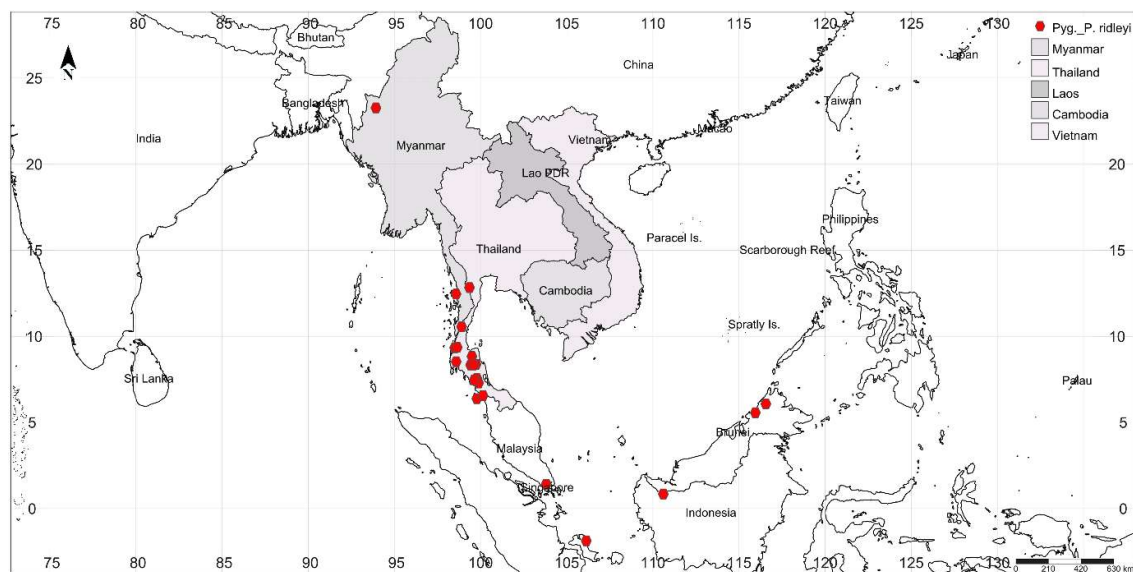 75 80 85 90 95 100 105 110 115 120 125 130
Pyg._P. ridleyi
Myanmar
Thailand
Laos
Cambodia
Vietnam
N
Bhutan
China
Japan
25
Bangladesh
Taiwan
India
Myanmar
Vietnam
Macao
20 20
Lao PDR
Philippines
Paracel Is.
Thailand
Scarborough Reef
15 15
Cambodia
Spratly Is.
10 10
Sri Lanka
Palau
5 5
Brunei
Malaysia
Singapore
Indonesia
0 0
75 80 85 90 95 100 105 110 115 120 125 130
0 210 420 630 km